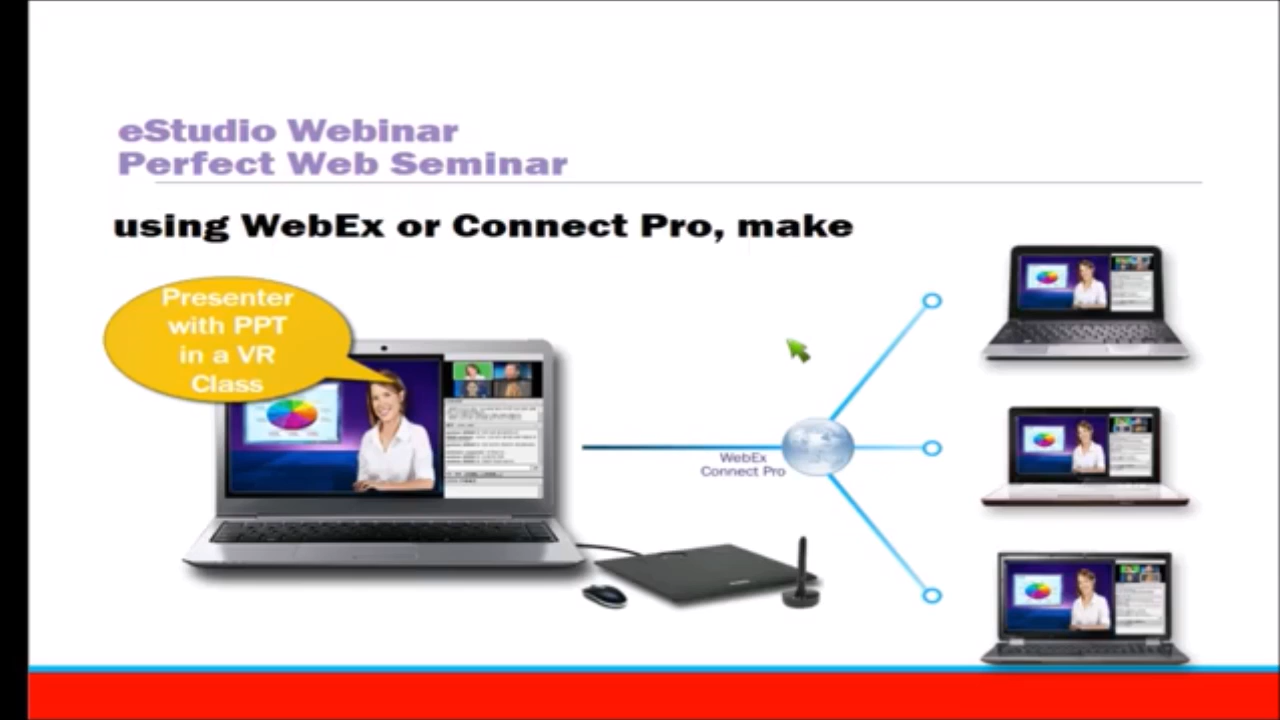 eStudio Webinar
Perfect Web Seminar
using WebEx or Connect Pro, make
Presenter
with PPT
in a VR
Class
WebEx
Connect Pro